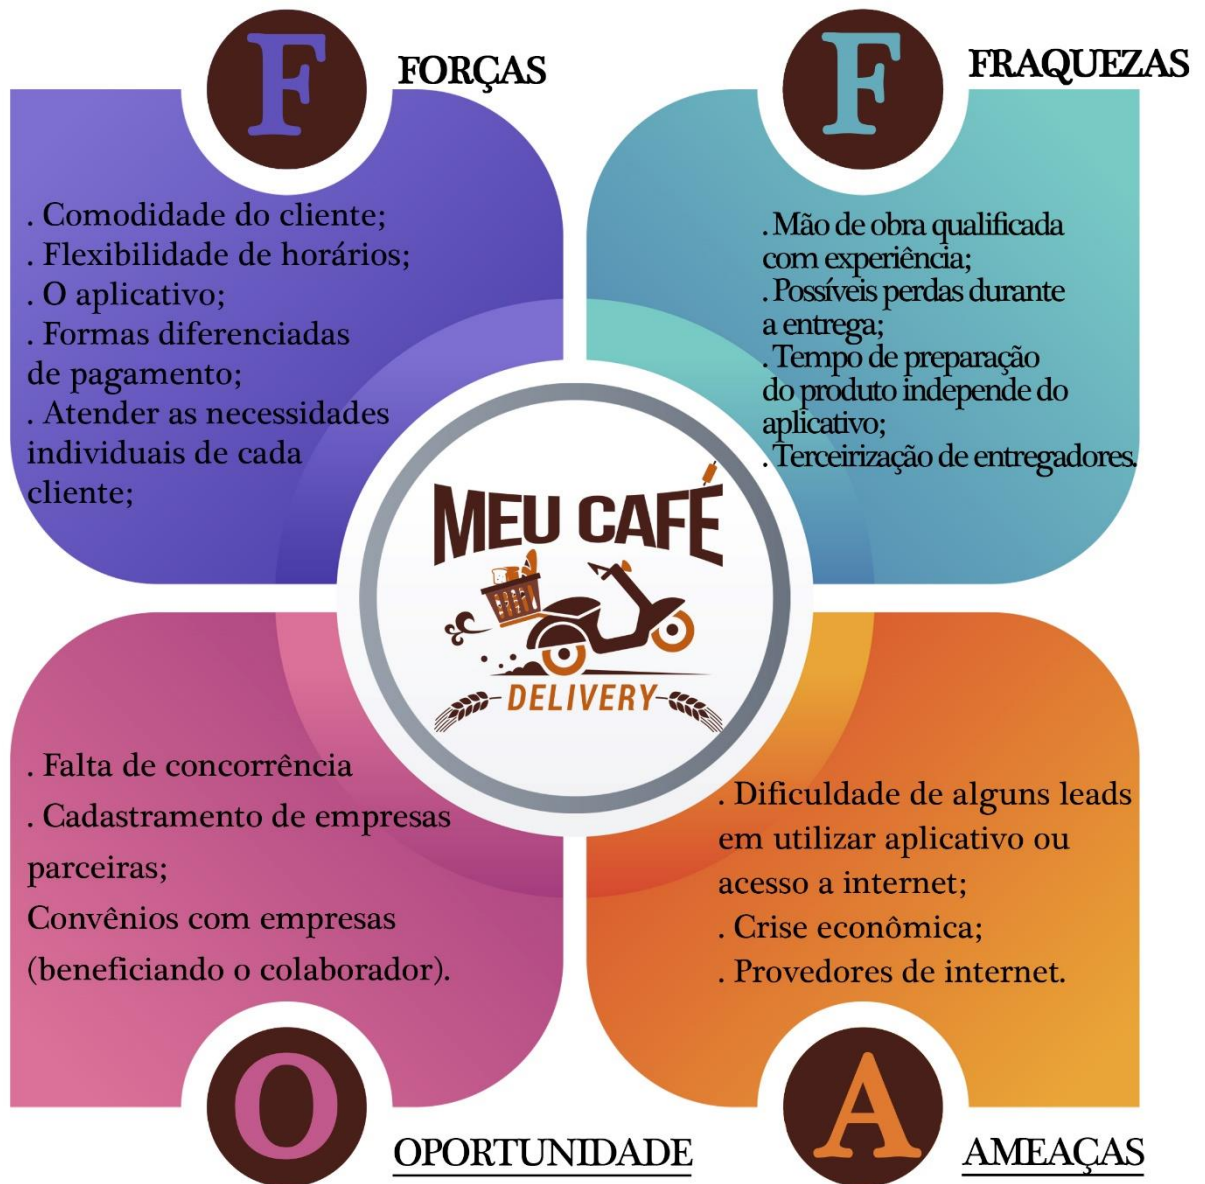 F
FORÇAS
. Comodidade do cliente;
. Flexibilidade de horários;
. O aplicativo;
. Formas diferenciadas
de pagamento;
. Atender as necessidades
individuais de cada
cliente;
F
FRAQUEZAS
. Mão de obra qualificada
com experiência;
. Possíveis perdas durante
a entrega;
. Tempo de preparação
do produto independe do
aplicativo;
. Terceirização de entregadores.
MEU CAFÉ
DELIVERY
. Falta de concorrência
. Cadastramento de empresas
parceiras;
Convênios com empresas
(beneficiando o colaborador).
O
OPORTUNIDADE
. Dificuldade de alguns leads
em utilizar aplicativo ou
acesso a internet;
. Crise econômica;
. Provedores de internet.
A
AMEAÇAS